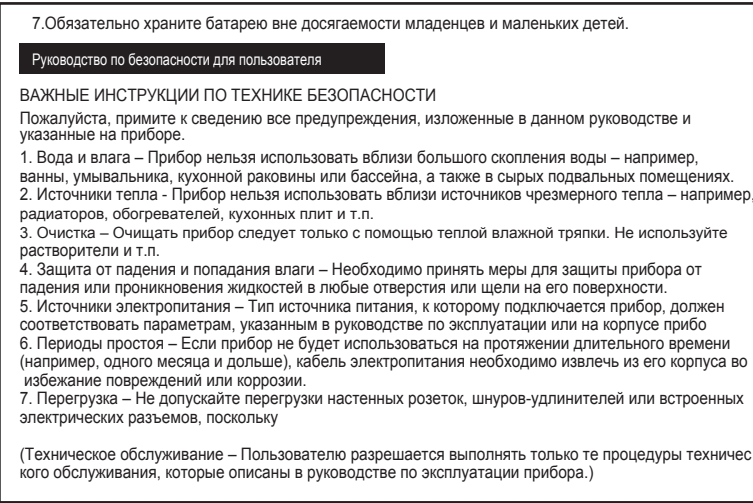 7.Обязательно храните батарею вне досягаемости младенцев и маленьких детей.
Руководство по безопасности для пользователя
ВАЖНЫЕ ИНСТРУКЦИИ ПО ТЕХНИКЕ БЕЗОПАСНОСТИ
Пожалуйста, примите к сведению все предупреждения, изложенные в данном руководстве и
указанные на приборе.
1. Вода и влага – Прибор нельзя использовать вблизи большого скопления воды – например,
ванны, умывальника, кухонной раковины или бассейна, а также в сырых подвальных помещениях.
2. Источники тепла - Прибор нельзя использовать вблизи источников чрезмерного тепла – например,
радиаторов, обогревателей, кухонных плит и т.п.
3. Очистка – Очищать прибор следует только с помощью теплой влажной тряпки. Не используйте
растворители и т.п.
4. Защита от падения и попадания влаги – Необходимо принять меры для защиты прибора от
падения или проникновения жидкостей в любые отверстия или щели на его поверхности.
5. Источники электропитания – Тип источника питания, к которому подключается прибор, должен
соответствовать параметрам, указанным в руководстве по эксплуатации или на корпусе прибо
6. Периоды простоя – Если прибор не будет использоваться на протяжении длительного времени
(например, одного месяца и дольше), кабель электропитания необходимо извлечь из его корпуса во
избежание повреждений или коррозии.
7. Перегрузка – Не допускайте перегрузки настенных розеток, шнуров-удлинителей или встроенных
электрических разъемов, поскольку
(Техническое обслуживание – Пользователю разрешается выполнять только те процедуры техничес
кого обслуживания, которые описаны в руководстве по эксплуатации прибора.)